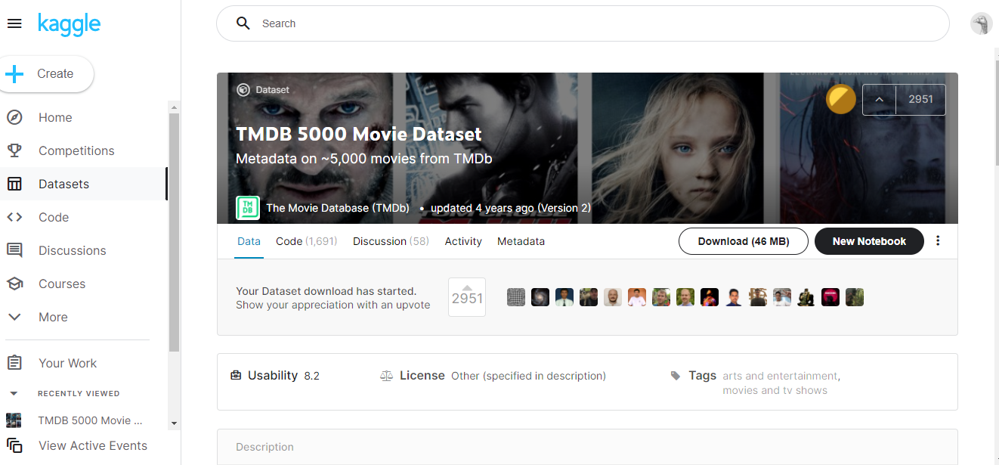 kaggle
Search
Create
Home
Competitions
Datasets
Code
Discussions
Courses
More
Your Work
RECENTLY VIEWED
TMDB 5000 Movie ...
View Active Events
Dataset
2951
TMDB 5000 Movie Dataset
Metadata on ~5,000 movies from TMDb
TM
DB
The Movie Database (TMDb) • updated 4 years ago (Version 2)
Data Code (1,691) Discussion (58) Activity Metadata Download (46 MB) New Notebook
Your Dataset download has started.
Show your appreciation with an upvote
2951
Usability 8.2 License Other (specified in description) Tags arts and entertainment,
movies and tv shows
Description